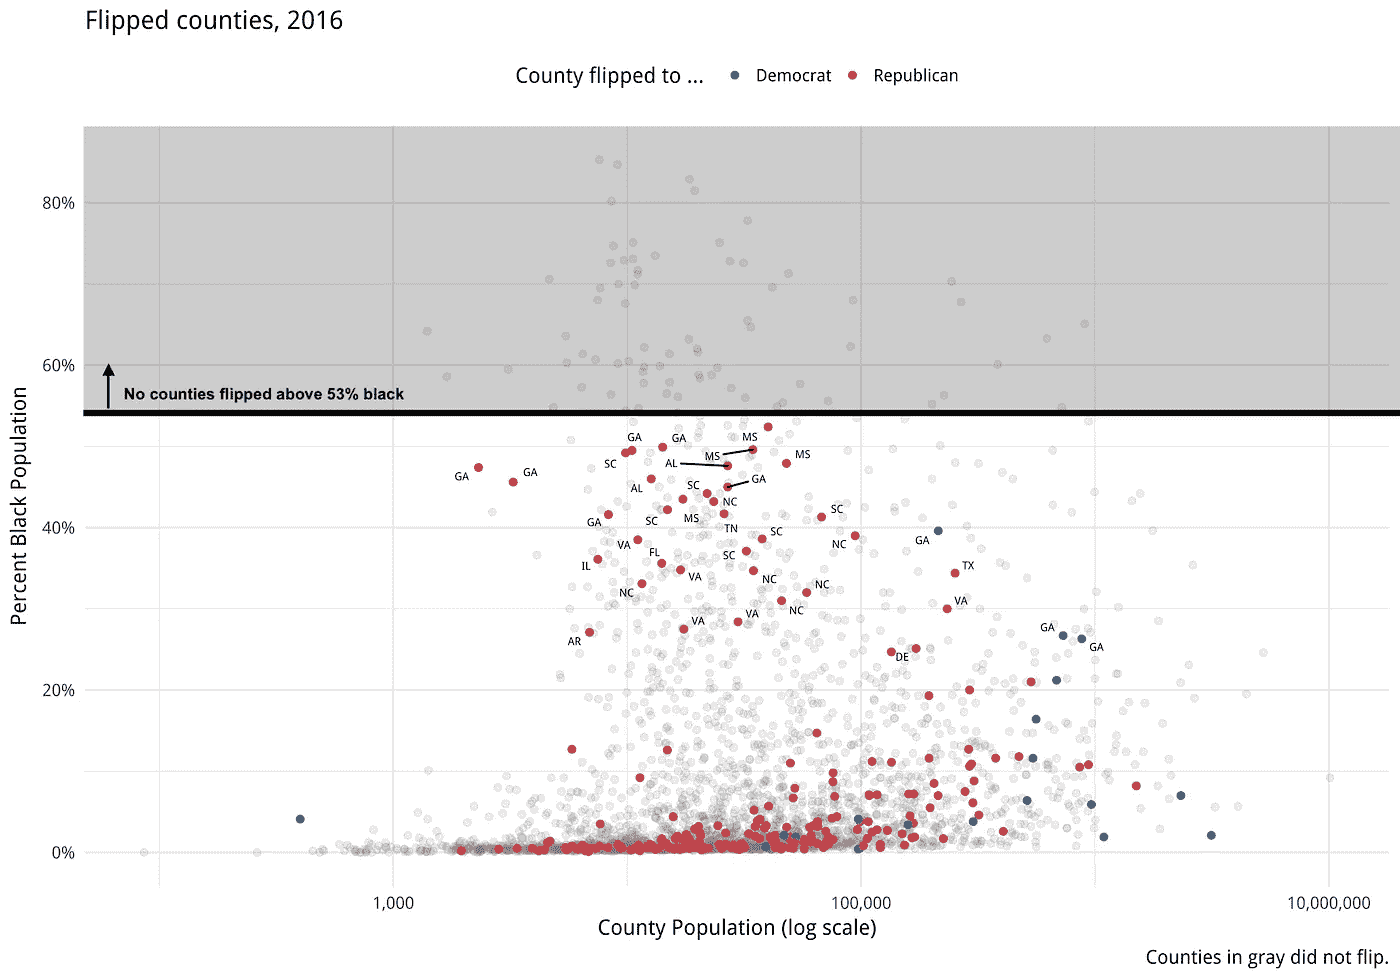 Flipped counties, 2016
County flipped to ... Democrat Republican
80%
60%
No counties flipped above 53% black
Percent Black Population
GA GA MS
SC AL MS MS
GA GA AL SC GA
NC
GA SC MS TN SC
VA FL SC SC NC GA
IL VA NC TX
NC NC NC VA
AR VA VA GA
DE GA
40%
20%
0%
1,000 100,000 10,000,000
County Population (log scale)
Counties in gray did not flip.